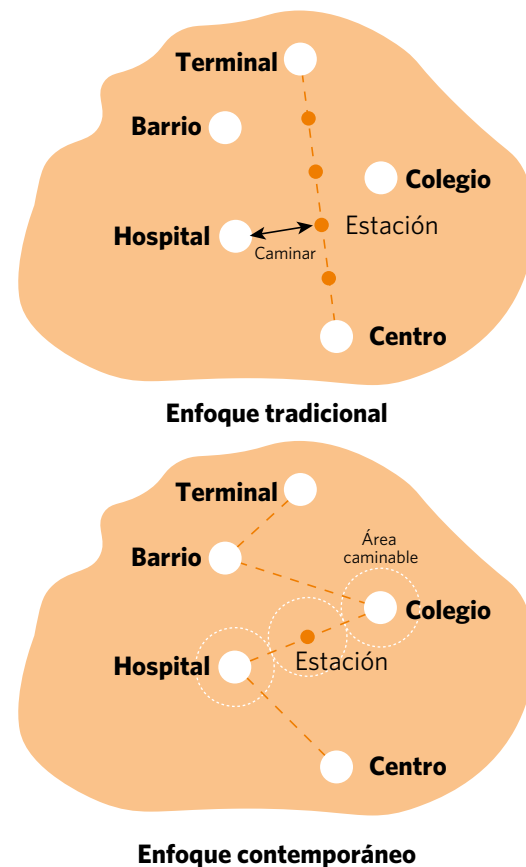 Terminal
Barrio
Colegio
Hospital
Estación
Caminar
Centro
Enfoque tradicional
Terminal
Área
caminable
Barrio
Colegio
Hospital
Estación
Centro
Enfoque contemporáneo